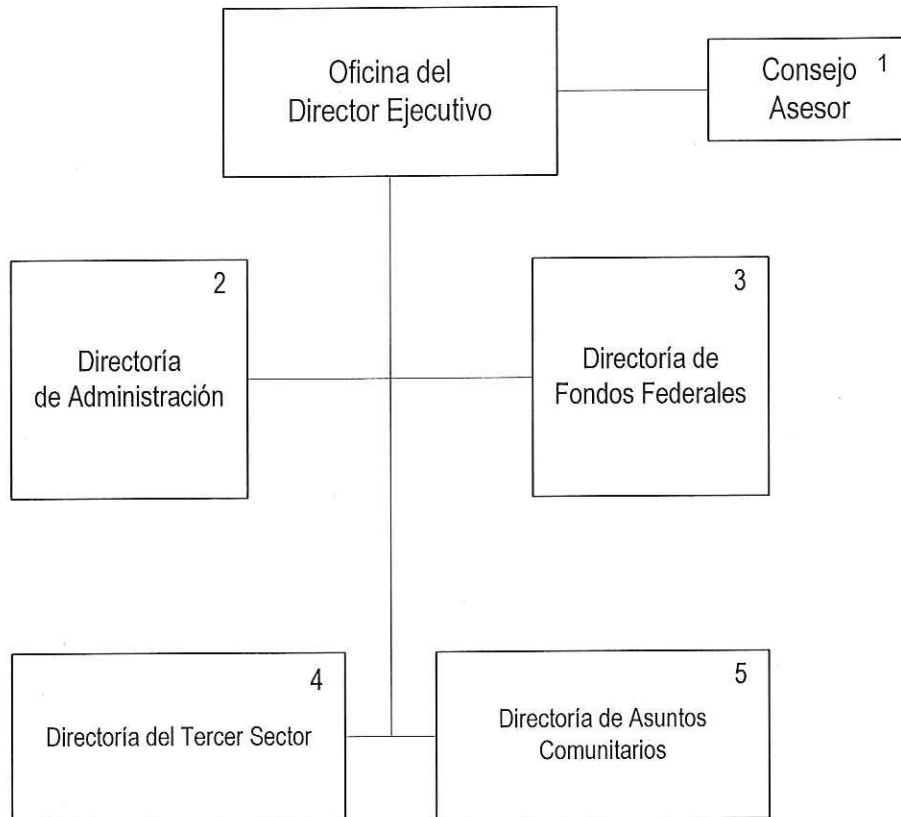 Oficina del
Director Ejecutivo
Consejo 1
Asesor
2
Directoría
de Administración
3
Directoría de
Fondos Federales
4
Directoría del Tercer Sector
5
Directoría de Asuntos
Comunitarios